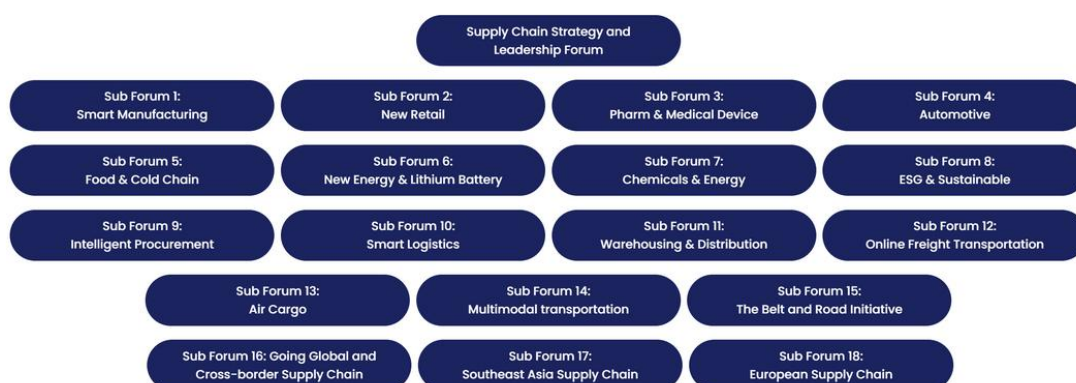 Supply Chain Strategy and
Leadership Forum
Sub Forum 1:
Smart Manufacturing
Sub Forum 2:
New Retail
Sub Forum 3:
Pharm & Medical Device
Sub Forum 4:
Automotive
Sub Forum 5:
Food & Cold Chain
Sub Forum 6:
New Energy & Lithium Battery
Sub Forum 7:
Chemicals & Energy
Sub Forum 8:
ESG & Sustainable
Sub Forum 9:
Intelligent Procurement
Sub Forum 10:
Smart Logistics
Sub Forum 11:
Warehousing & Distribution
Sub Forum 12:
Online Freight Transportation
Sub Forum 13:
Air Cargo
Sub Forum 14:
Multimodal transportation
Sub Forum 15:
The Belt and Road Initiative
Sub Forum 16: Going Global and
Cross-border Supply Chain
Sub Forum 17:
Southeast Asia Supply Chain
Sub Forum 18:
European Supply Chain